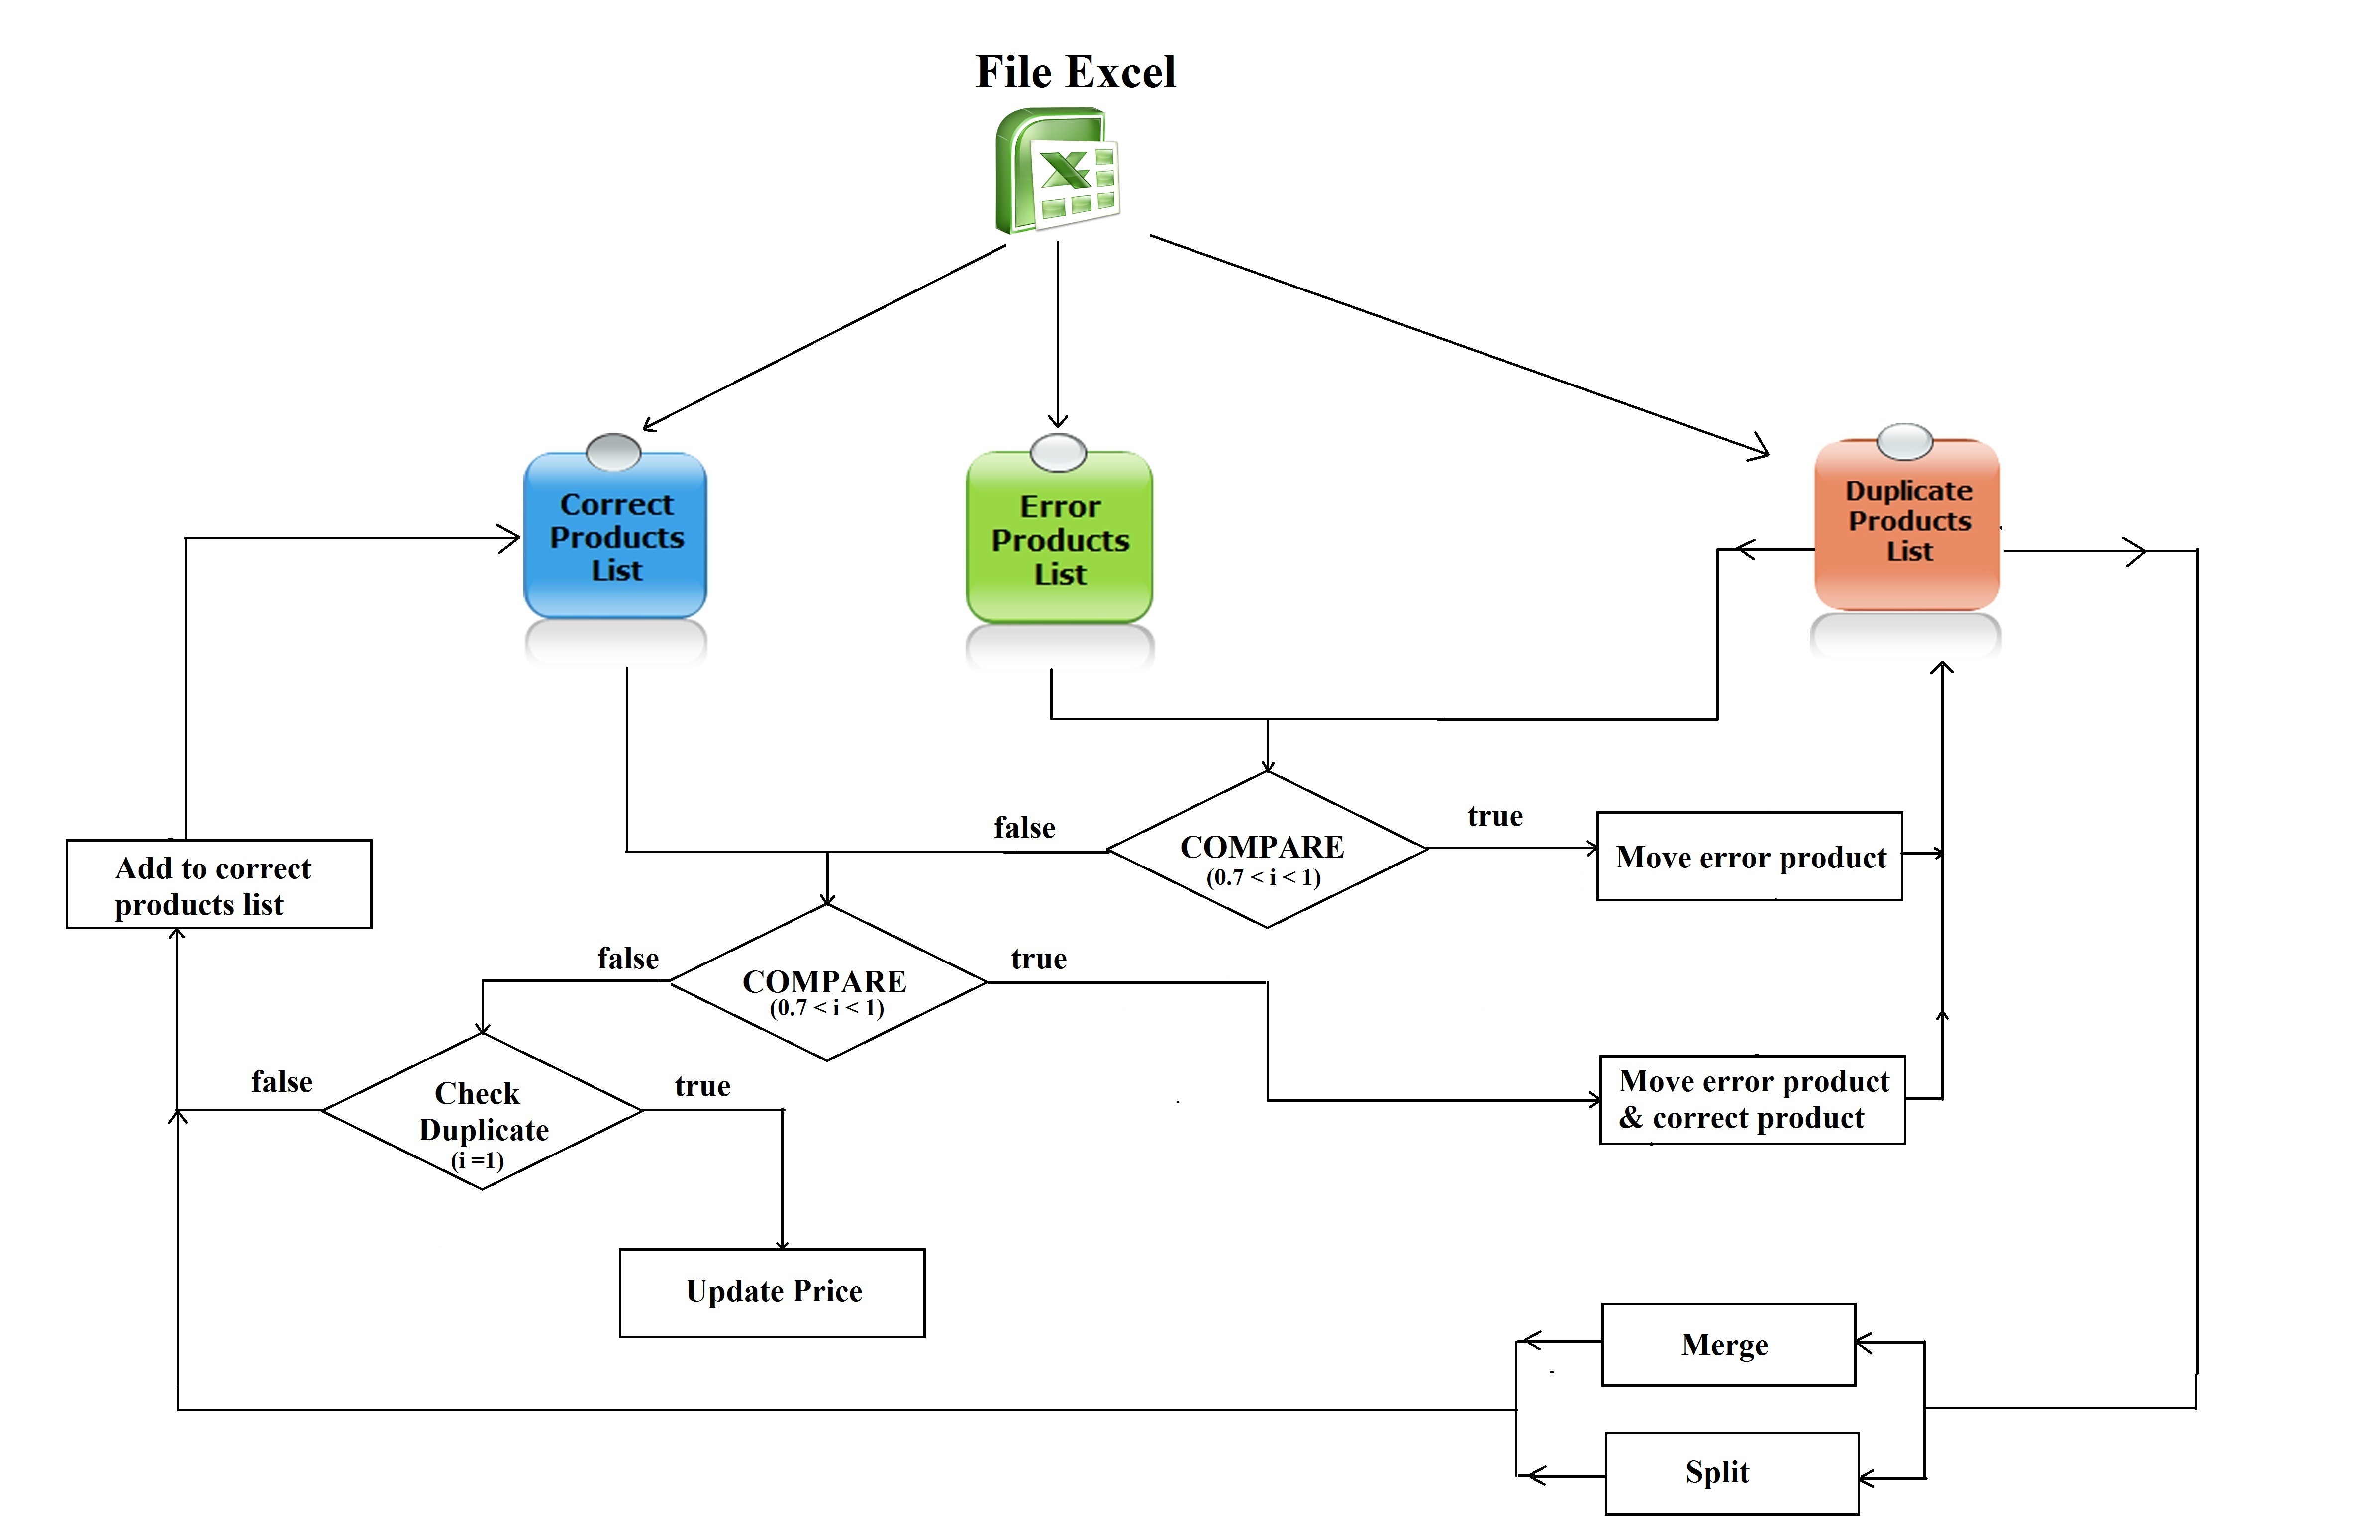 File Excel
Correct
Products
List
Error
Products
List
Duplicate
Products
List
false
COMPARE
(0.7 < i < 1)
true
Move error product
Add to correct
products list
false
COMPARE
(0.7 < i < 1)
true
false
Check
Duplicate
(i =1)
true
Move error product
& correct product
Update Price
Merge
Split